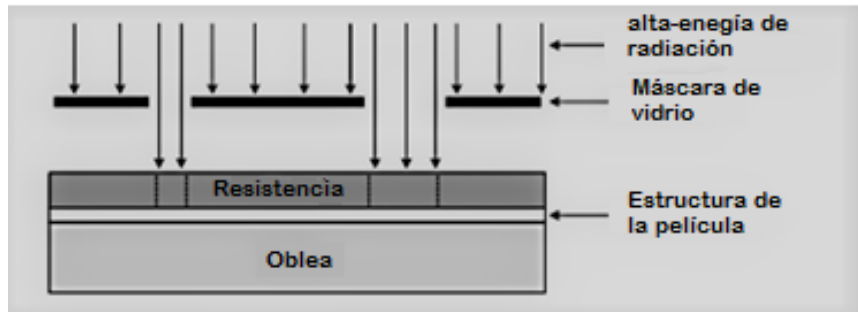 alta-enegía de
radiación
Máscara de
vidrio
Resistencia
Estructura de
la película
Oblea